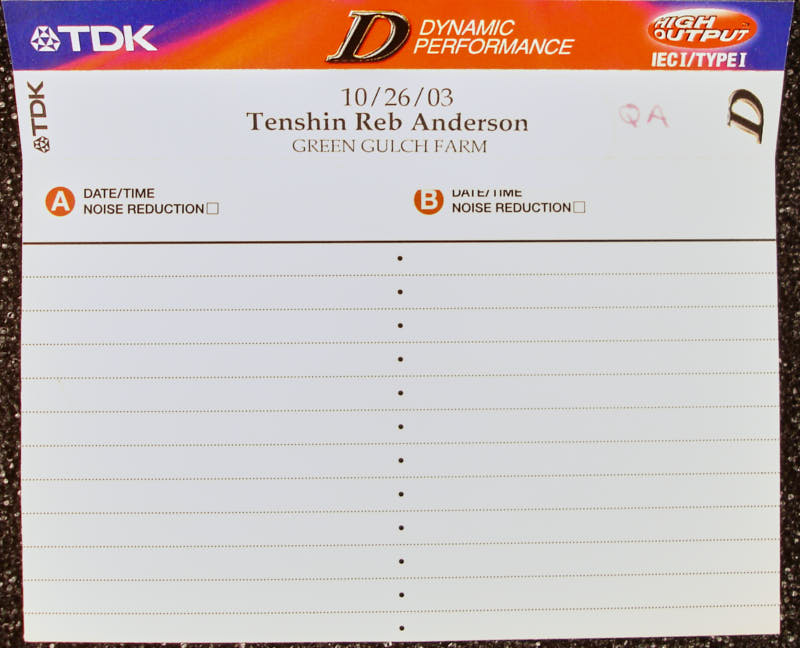 TDK D DYNAMIC PERFORMANCE HIGH OUTPUT
IEC I/TYPE I
TDK
10/26/03
Tenshin Reb Anderson
GREEN GULCH FARM
QA
D
A DATE/TIME
NOISE REDUCTION
B DATE/TIME
NOISE REDUCTION